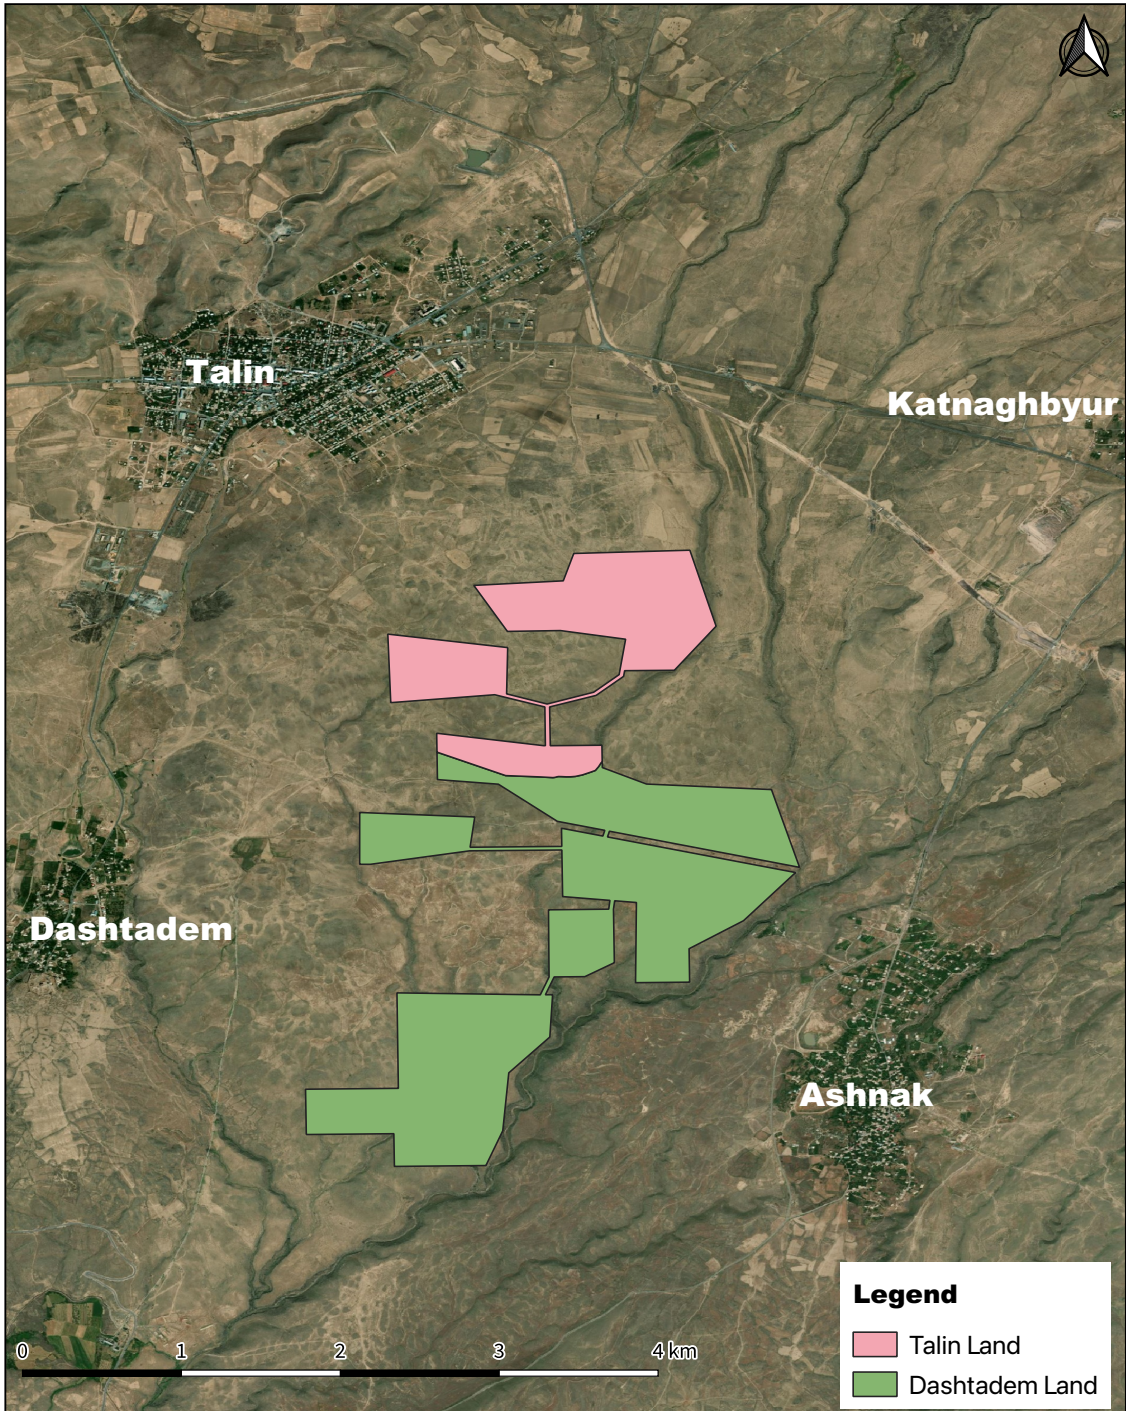 Talin
Katnaghbyur
Dashtadem
Ashnak
Legend
Talin Land
Dashtadem Land
0 1 2 3 4 km